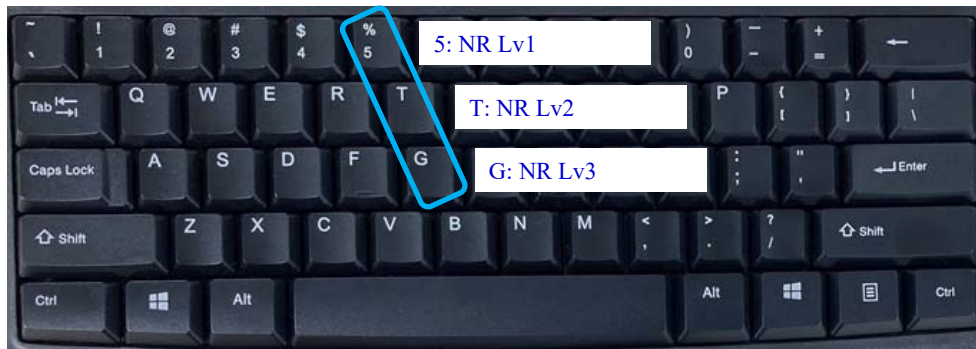 ~ ! @ # $ % ) — + ←
` 1 2 3 4 5 5: NR Lv1 0 - =
Tab Q W E R T T: NR Lv2 P { } |
[ ] \
Caps Lock A S D F G G: NR Lv3 : " Enter
; '
Shift Z X C V B N M < > ? Shift
, . /
Ctrl Alt Alt Ctrl